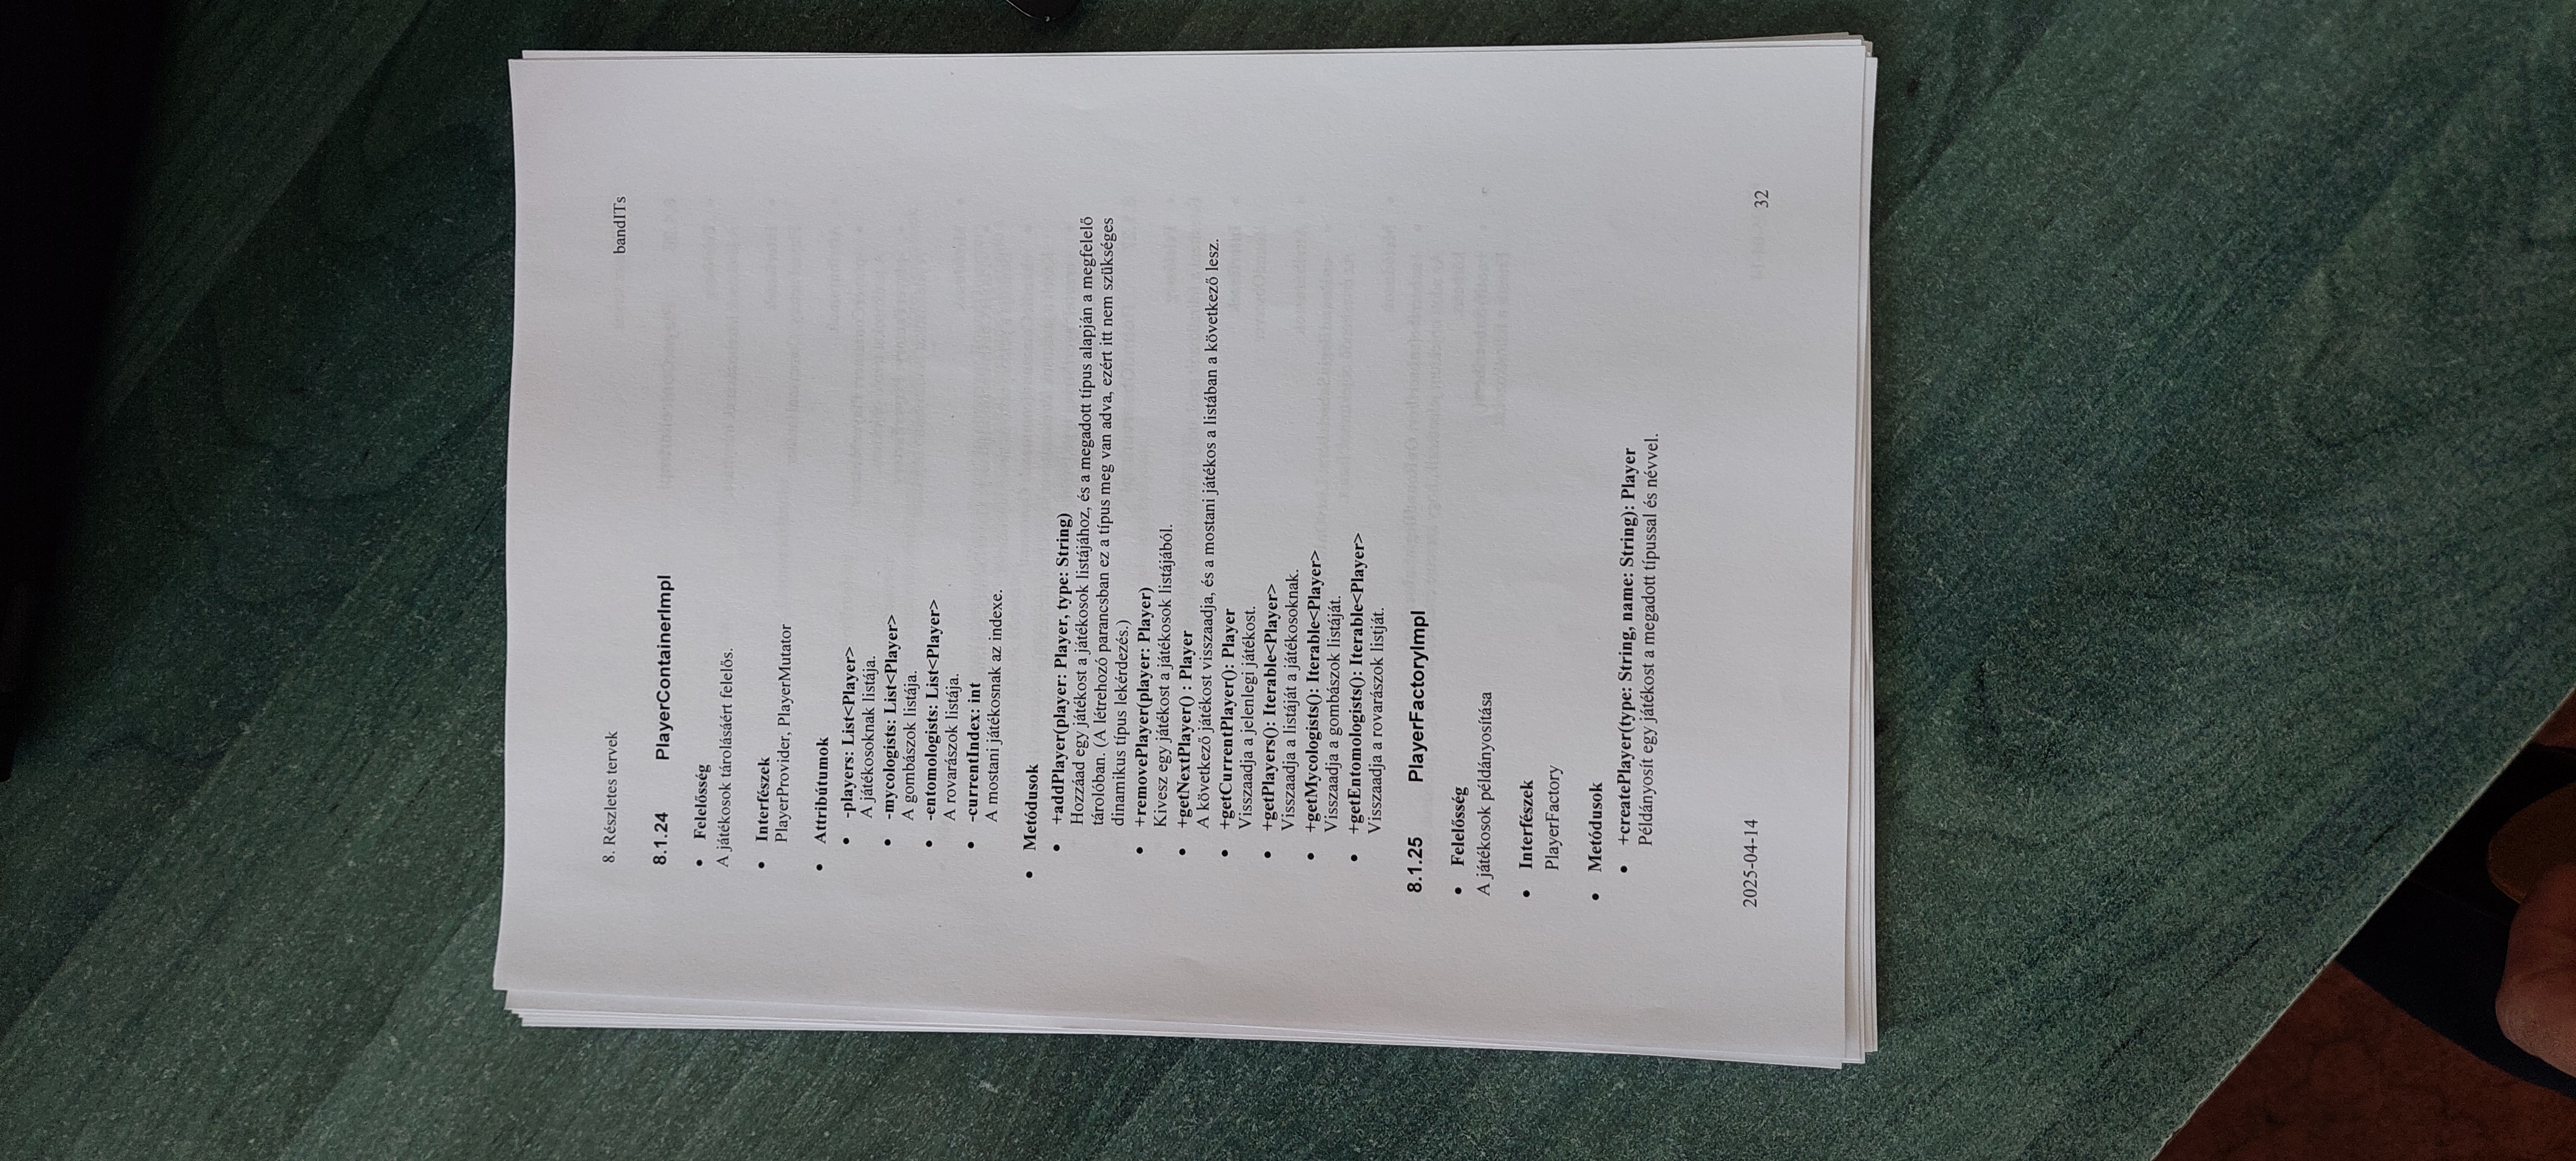 8. Részletes tervek bandITs
8.1.24 PlayerContainerImpl
• Felelősség
A játékosok tárolásáért felelős.
• Interfészek
PlayerProvider, PlayerMutator
• Attribútumok
• -players: List<Player>
A játékosoknak listája.
• -mycologists: List<Player>
A gombászok listája.
• -entomologists: List<Player>
A rovarászok listája.
• -currentIndex: int
A mostani játékosnak az indexe.
• Metódusok
• +addPlayer(player: Player, type: String)
Hozzáad egy játékost a játékosok listájához, és a megadott típus alapján a megfelelő
tárolóban. (A létrehozó parancsban ez a típus meg van adva, ezért itt nem szükséges
dinamikus típus lekérdezés.)
• +removePlayer(player: Player)
Kivesz egy játékost a játékosok listájából.
• +getNextPlayer() : Player
A következő játékost visszaadja, és a mostani játékos a listában a következő lesz.
• +getCurrentPlayer(): Player
Visszaadja a jelenlegi játékost.
• +getPlayers(): Iterable<Player>
Visszaadja a listáját a játékosoknak.
• +getMycologists(): Iterable<Player>
Visszaadja a gombászok listáját.
• +getEntomologists(): Iterable<Player>
Visszaadja a rovarászok listját.
8.1.25 PlayerFactoryImpl
• Felelősség
A játékosok példányosítása
• Interfészek
PlayerFactory
• Metódusok
• +createPlayer(type: String, name: String): Player
Példányosít egy játékost a megadott típussal és névvel.
2025-04-14 32